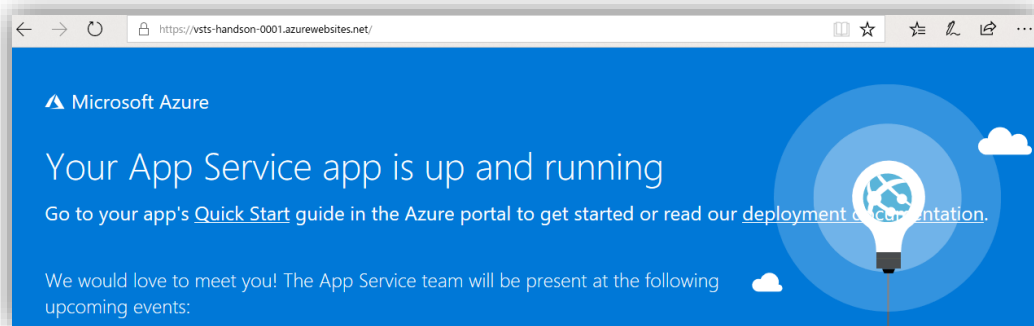 https://vsts-handson-0001.azurewebsites.net/
Microsoft Azure
Your App Service app is up and running
Go to your app's Quick Start guide in the Azure portal to get started or read our deployment documentation.
We would love to meet you! The App Service team will be present at the following
upcoming events: